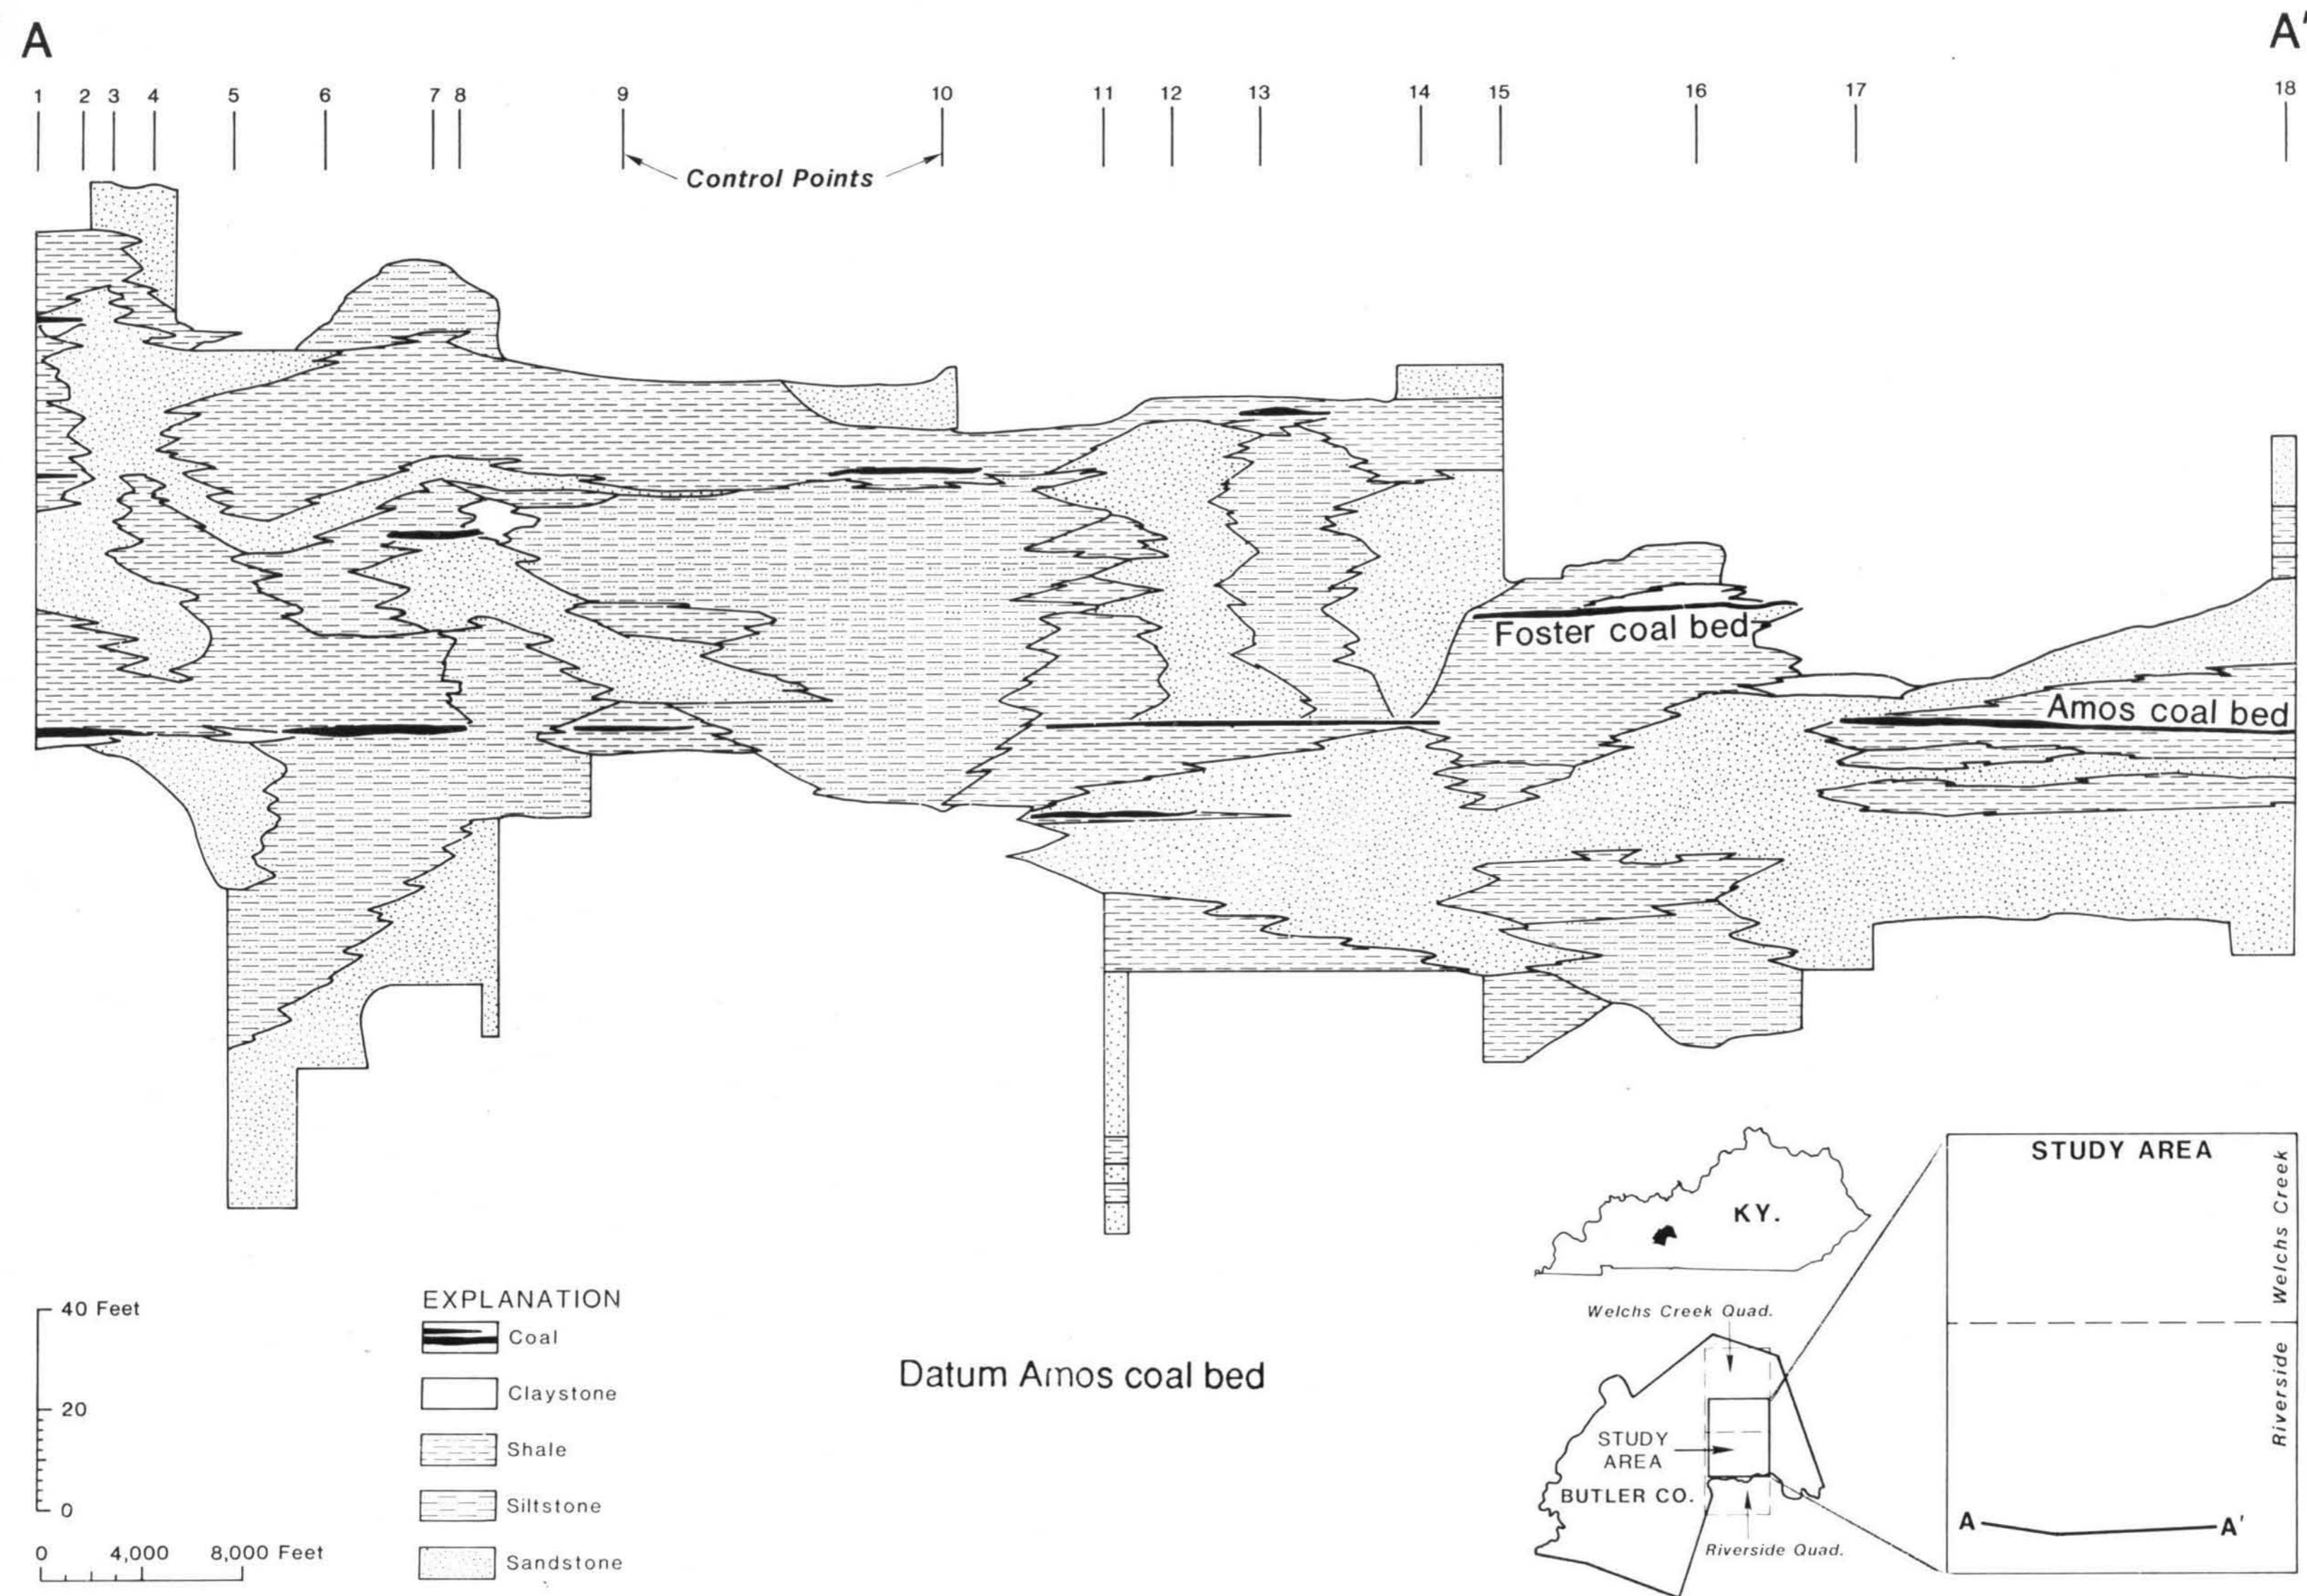 A A'
1 2 3 4 5 6 7 8 9 10 11 12 13 14 15 16 17 18
Control Points
Foster coal bed
Amos coal bed
40 Feet
20
0
0 4,000 8,000 Feet
EXPLANATION
Coal
Claystone
Shale
Siltstone
Sandstone
Datum Amos coal bed
KY.
Welchs Creek Quad.
STUDY
AREA
BUTLER CO.
Riverside Quad.
STUDY AREA
Welchs Creek
Riverside
A A'